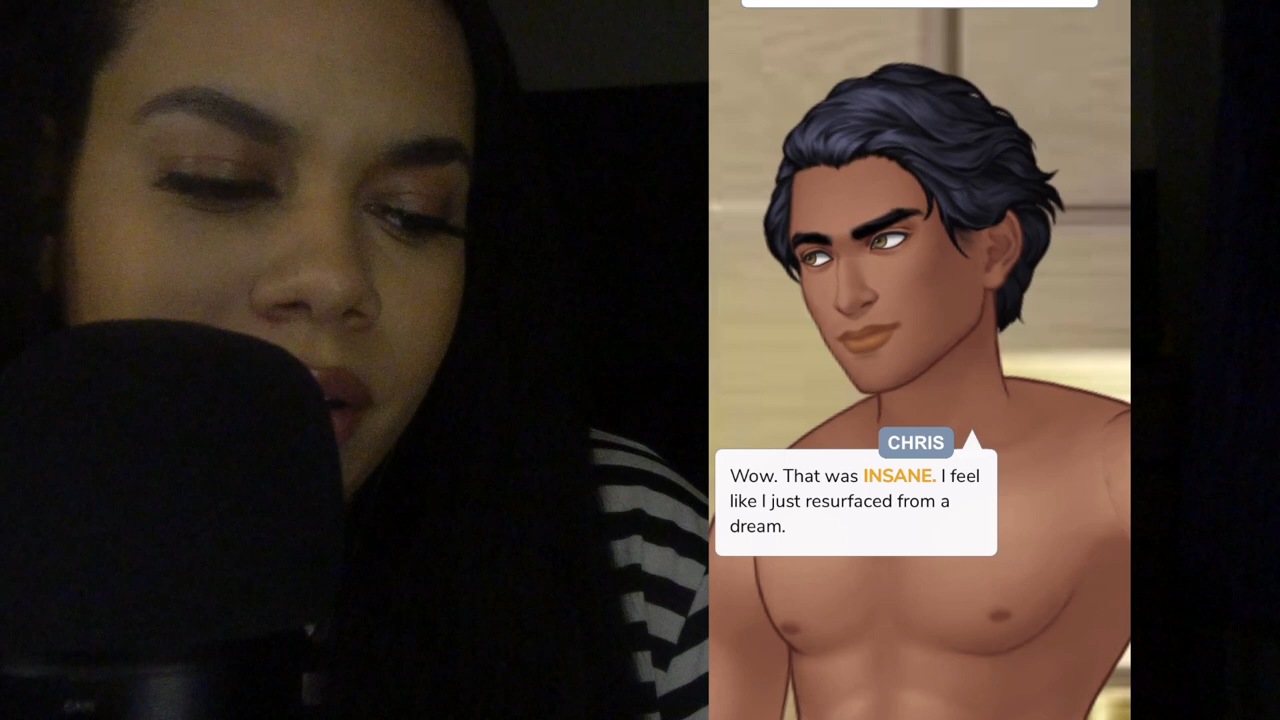 CHRIS
Wow. That was INSANE. I feel
like I just resurfaced from a
dream.